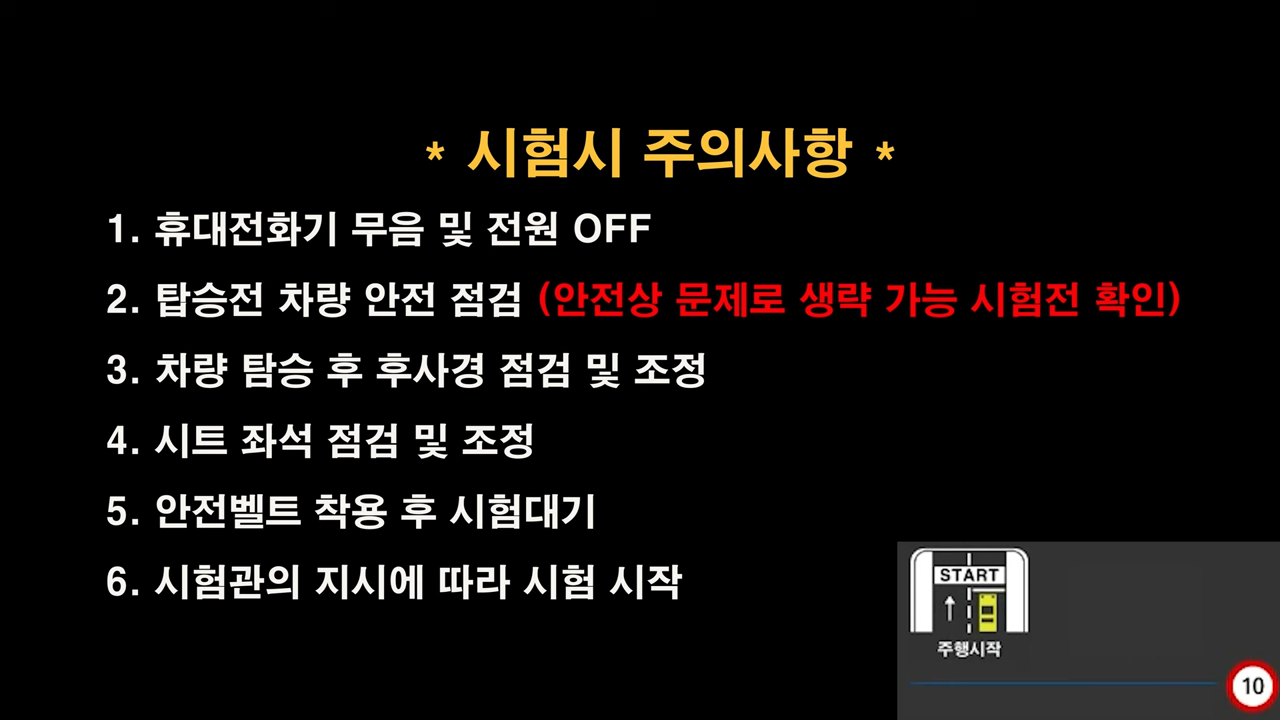 * 시험시 주의사항 *
1. 휴대전화기 무음 및 전원 OFF
2. 탑승전 차량 안전 점검 (안전상 문제로 생략 가능 시험전 확인)
3. 차량 탐승 후 후사경 점검 및 조정
4. 시트 좌석 점검 및 조정
5. 안전벨트 착용 후 시험대기
6. 시험관의 지시에 따라 시험 시작
START
주행시작
10